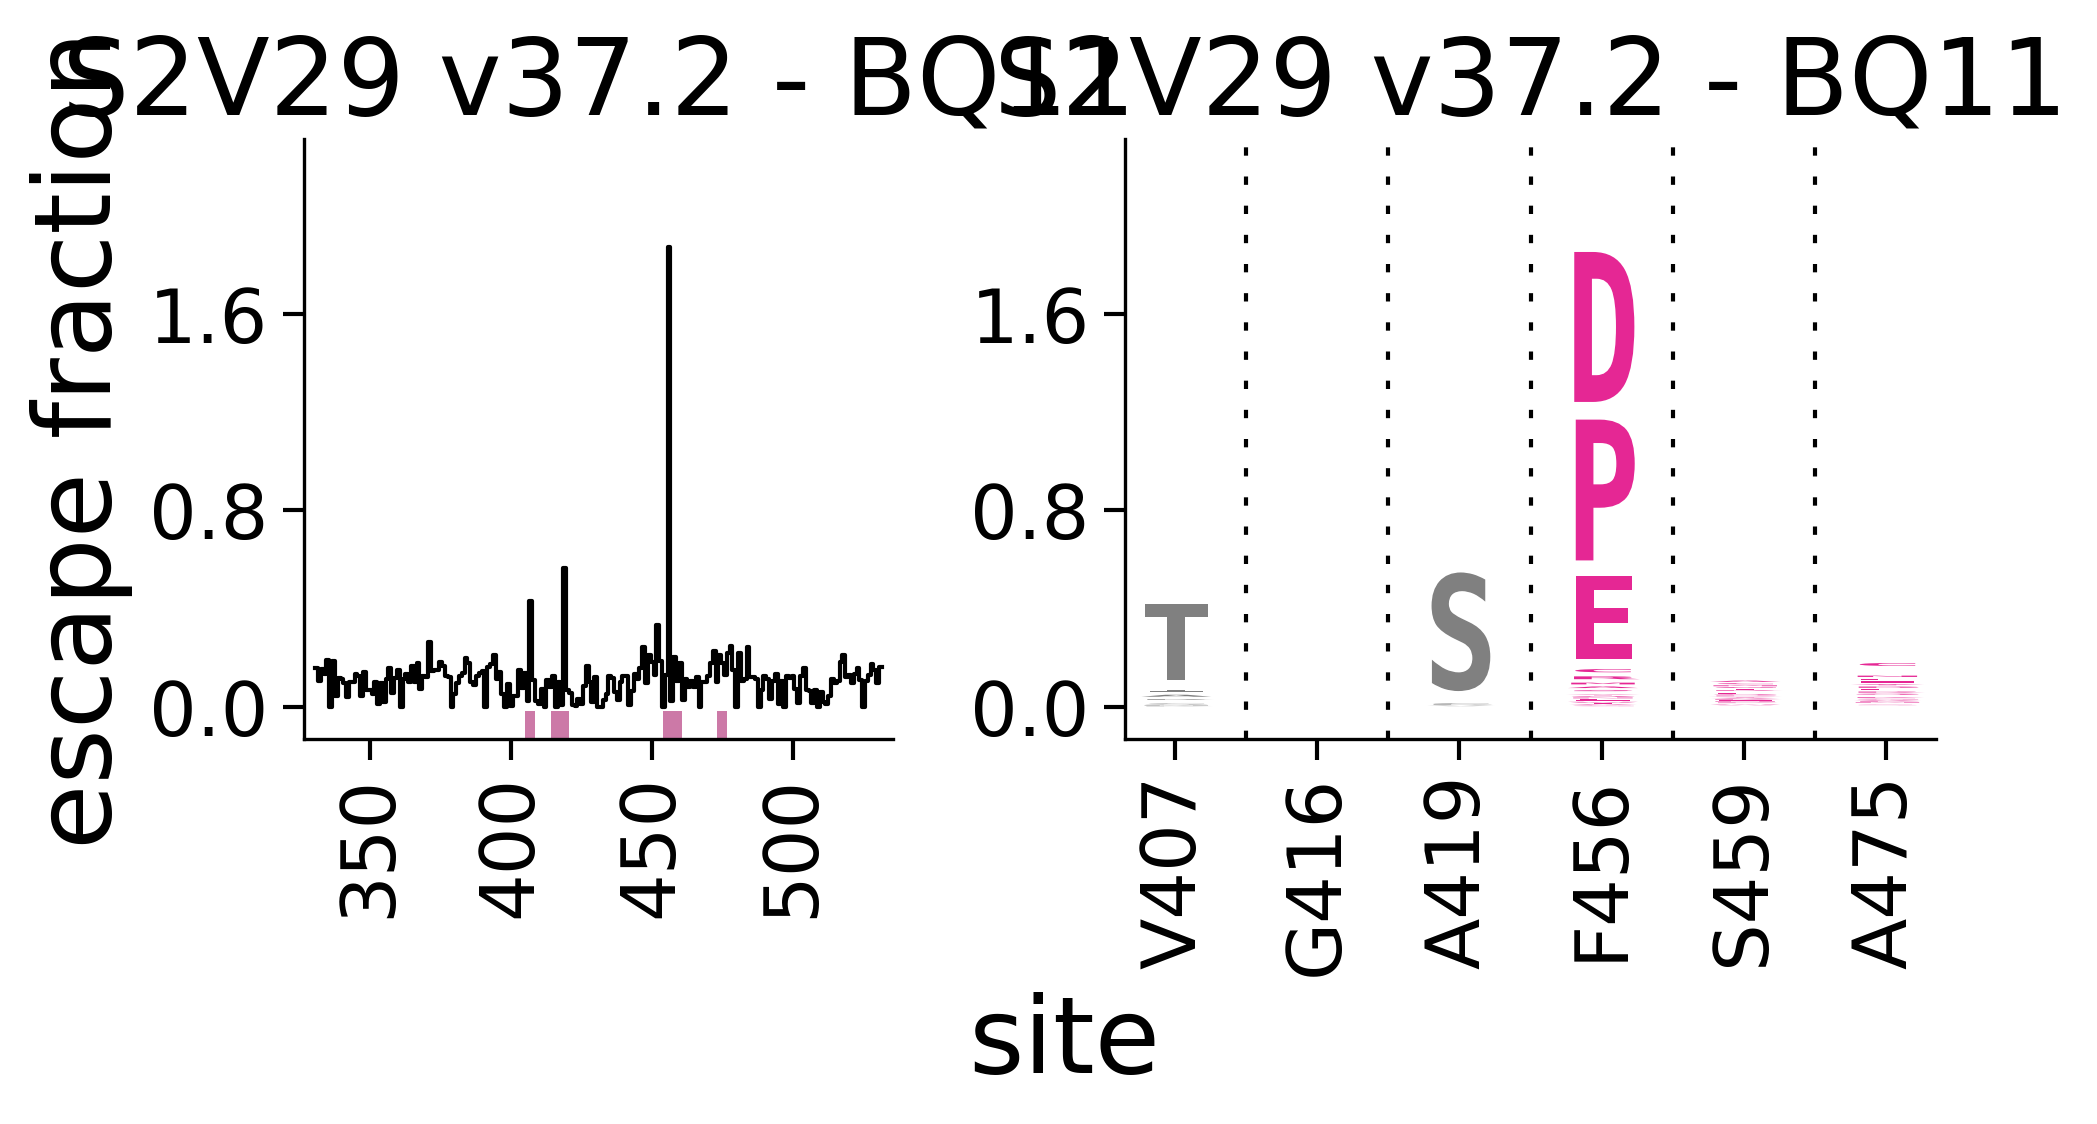 S2V29 v37.2 - BQ11
S2V29 v37.2 - BQ11
escape fraction
1.6
0.8
0.0
350
400
450
500
1.6
0.8
0.0
T
S
D
P
E
V407
G416
A419
F456
S459
A475
site